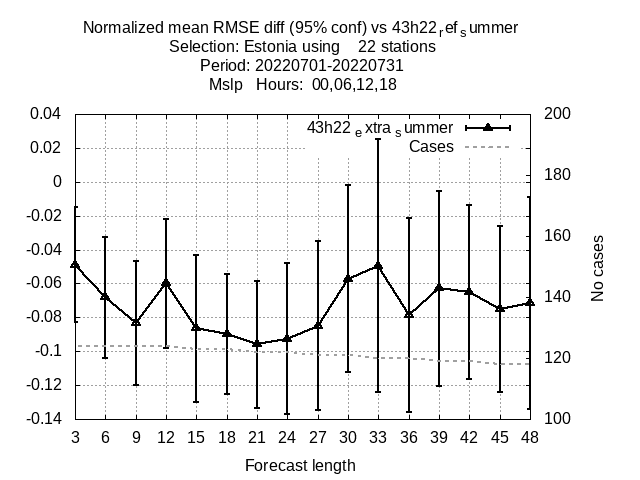 Normalized mean RMSE diff (95% conf) vs 43h22refsummer
Selection: Estonia using 22 stations
Period: 20220701-20220731
Mslp Hours: 00,06,12,18
0.04
0.02
0
-0.02
-0.04
-0.06
-0.08
-0.1
-0.12
-0.14
43h22extrasummer
Cases
200
180
160
140
120
100
No cases
3 6 9 12 15 18 21 24 27 30 33 36 39 42 45 48
Forecast length